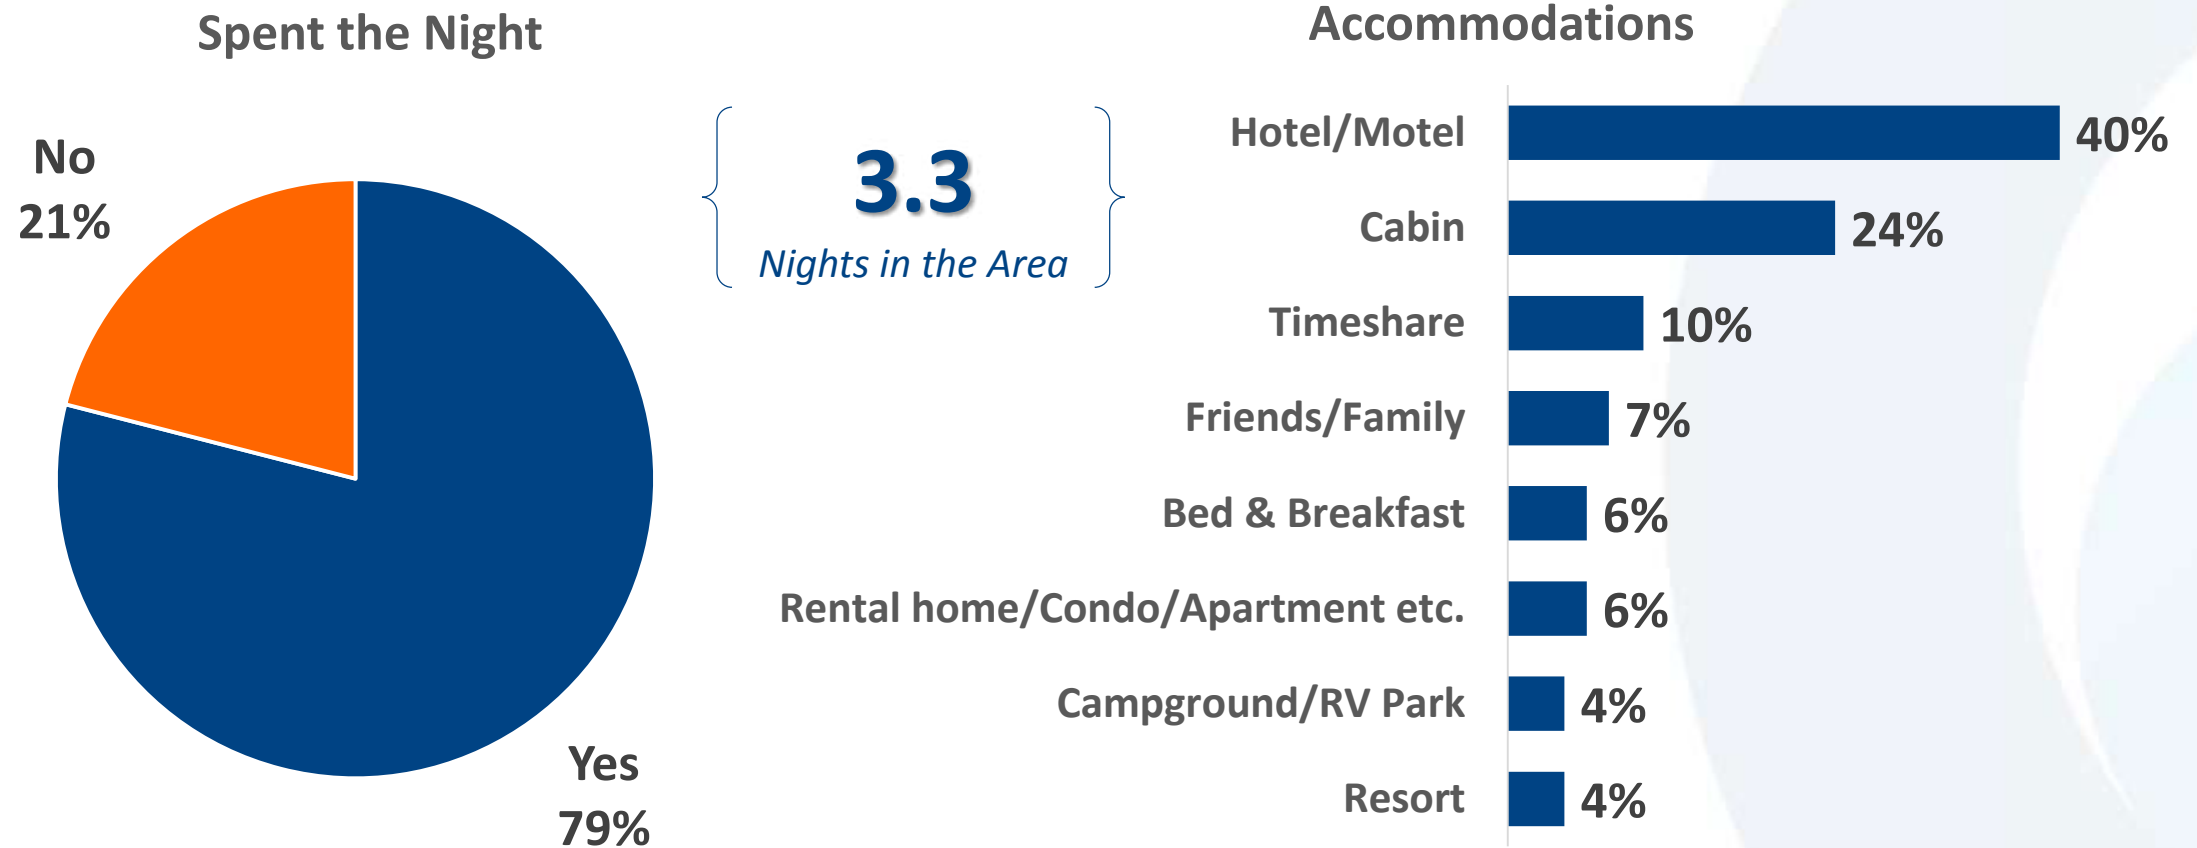 Spent the Night
No
21%
Yes
79%
3.3
Nights in the Area
Accommodations
Hotel/Motel 40%
Cabin 24%
Timeshare 10%
Friends/Family 7%
Bed & Breakfast 6%
Rental home/Condo/Apartment etc. 6%
Campground/RV Park 4%
Resort 4%